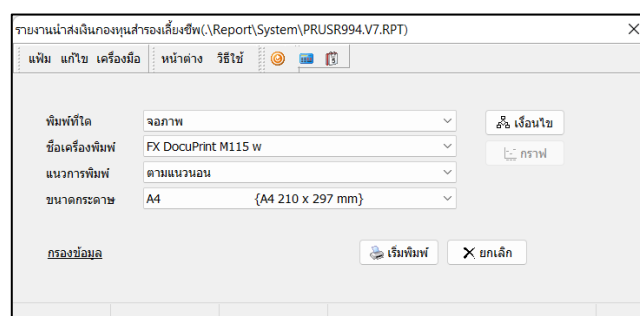 รายงานนำส่งเงินกองทุนสำรองเลี้ยงชีพ(.\Report\System\PRUSR994.V7.RPT)
แฟ้ม แก้ไข เครื่องมือ หน้าต่าง วิธีใช้
พิมพ์ที่ใด จอภาพ เงื่อนไข
ชื่อเครื่องพิมพ์ FX DocuPrint M115 w กราฟ
แนวการพิมพ์ ตามแนวนอน
ขนาดกระดาษ A4 {A4 210 x 297 mm}
กรองข้อมูล เริ่มพิมพ์ ยกเลิก